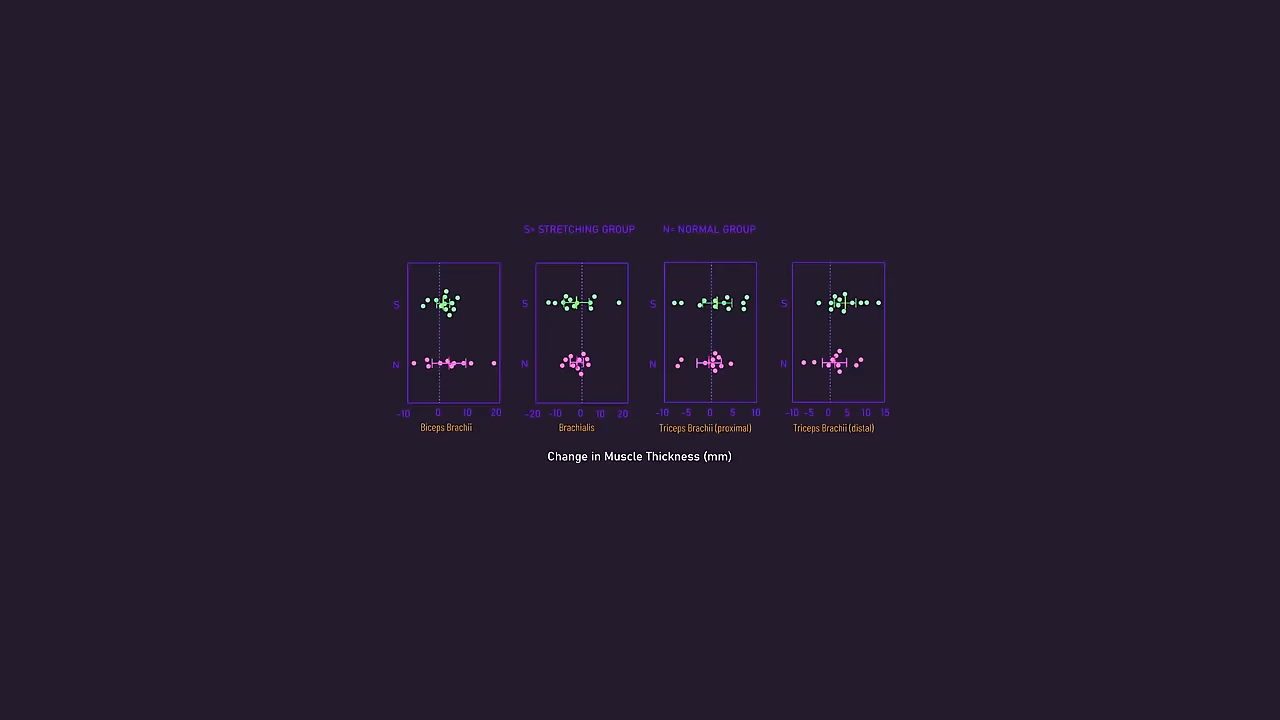 S= STRETCHING GROUP N= NORMAL GROUP
S S S S
N N N N
-10 0 10 20 -20 -10 0 10 20 -10 -5 0 5 10 -10 -5 0 5 10 15
Biceps Brachii Brachialis Triceps Brachii (proximal) Triceps Brachii (distal)
Change in Muscle Thickness (mm)